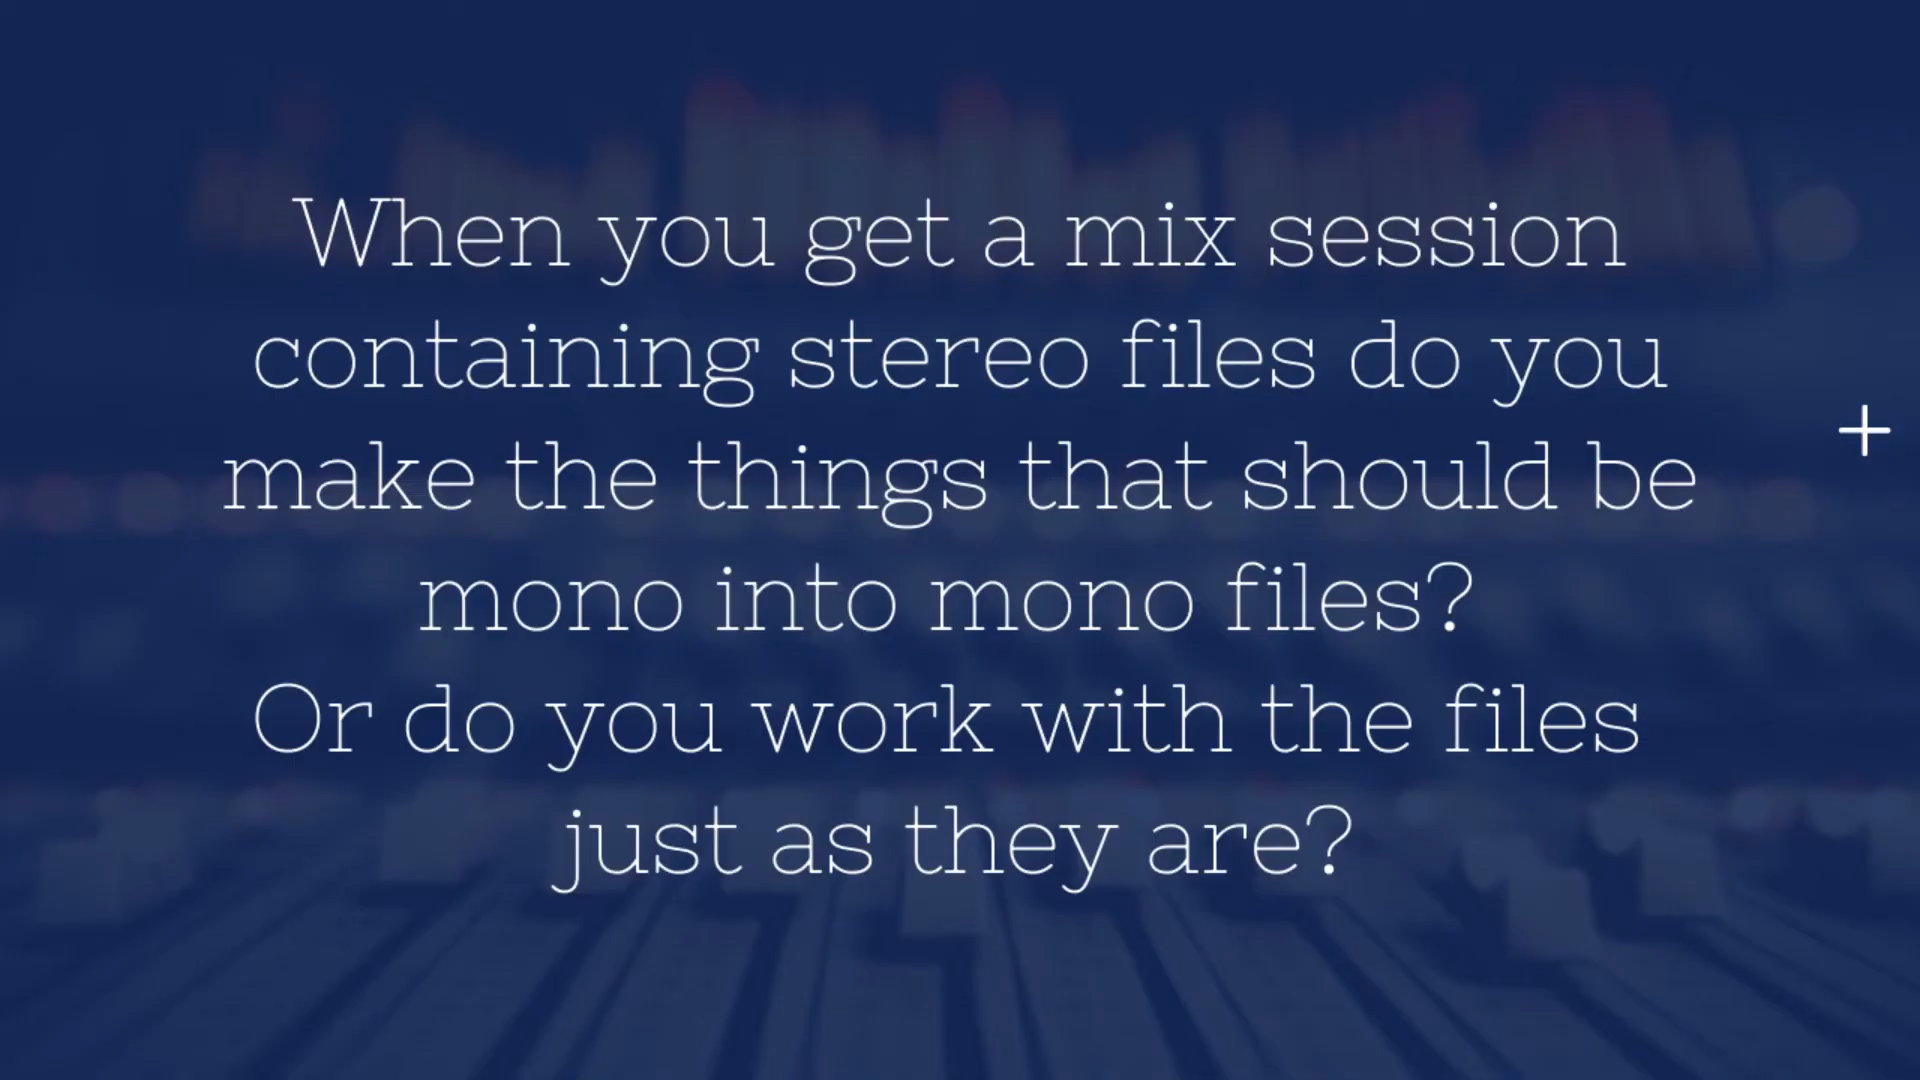 When you get a mix session
containing stereo files do you
make the things that should be
mono into mono files?
Or do you work with the files
just as they are?